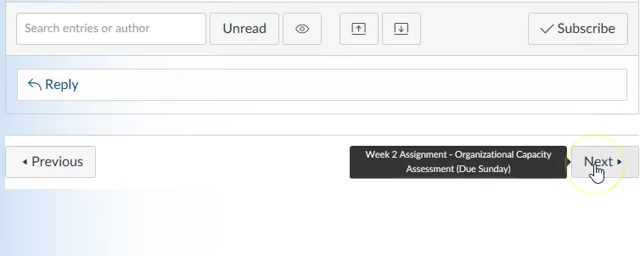 Search entries or author Unread Subscribe
Reply
Previous Week 2 Assignment - Organizational Capacity Next
Assessment (Due Sunday)